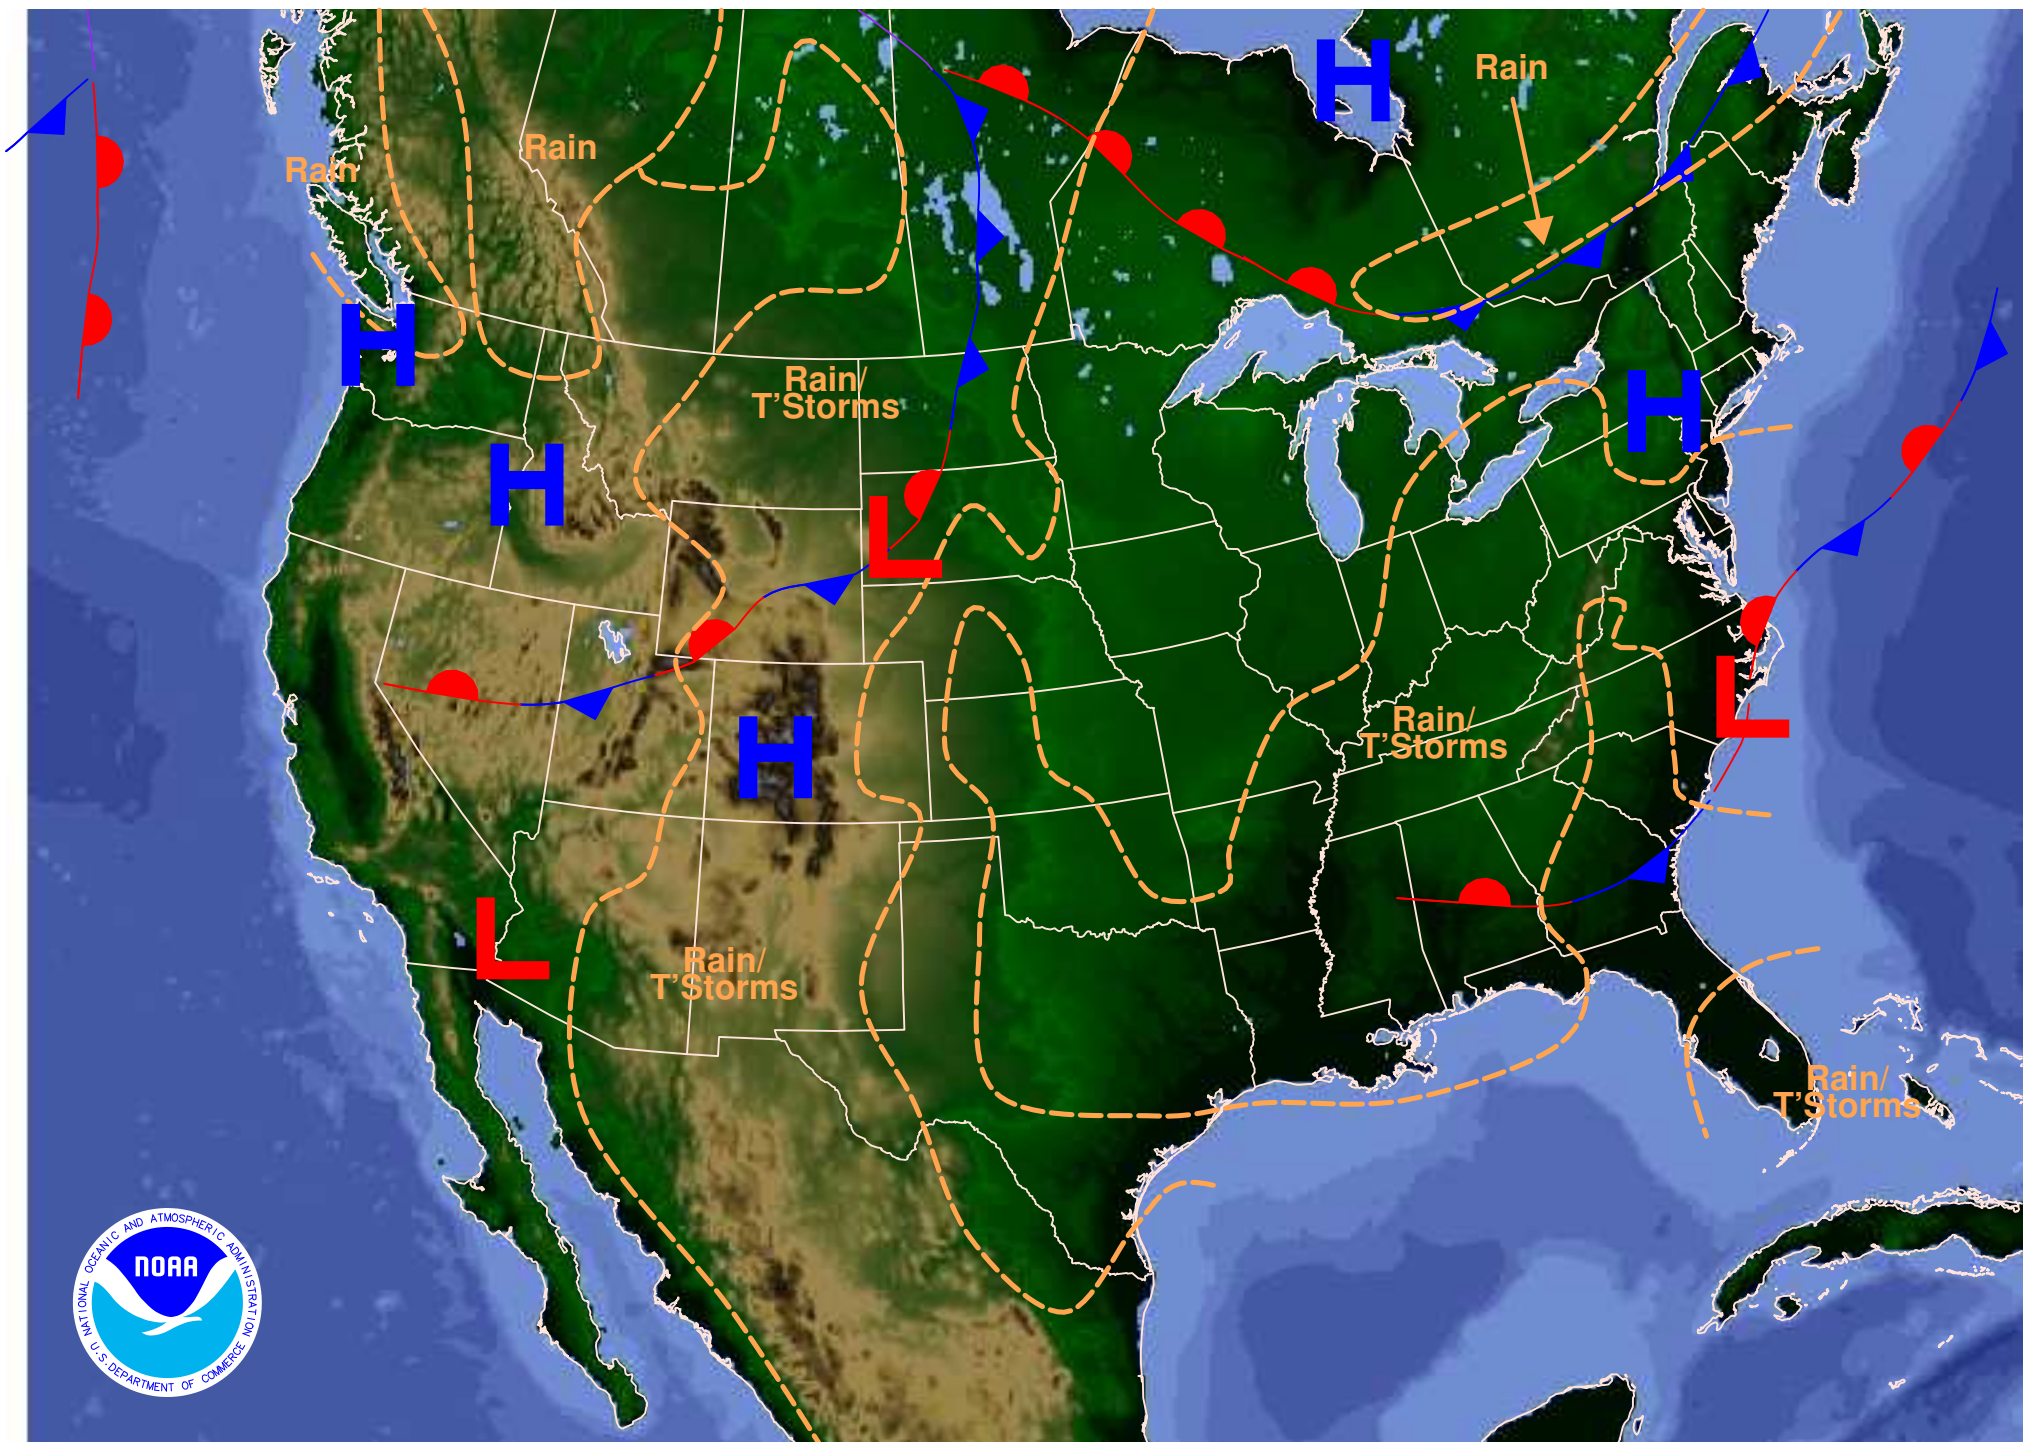 H
Rain
Rain
Rain
H
Rain/
T'Storms
H
H
L
L
Rain/
T'Storms
H
L
Rain/
T'Storms
Rain/
T'Storms
NATIONAL OCEANIC AND ATMOSPHERIC ADMINISTRATION
NOAA
U.S. DEPARTMENT OF COMMERCE